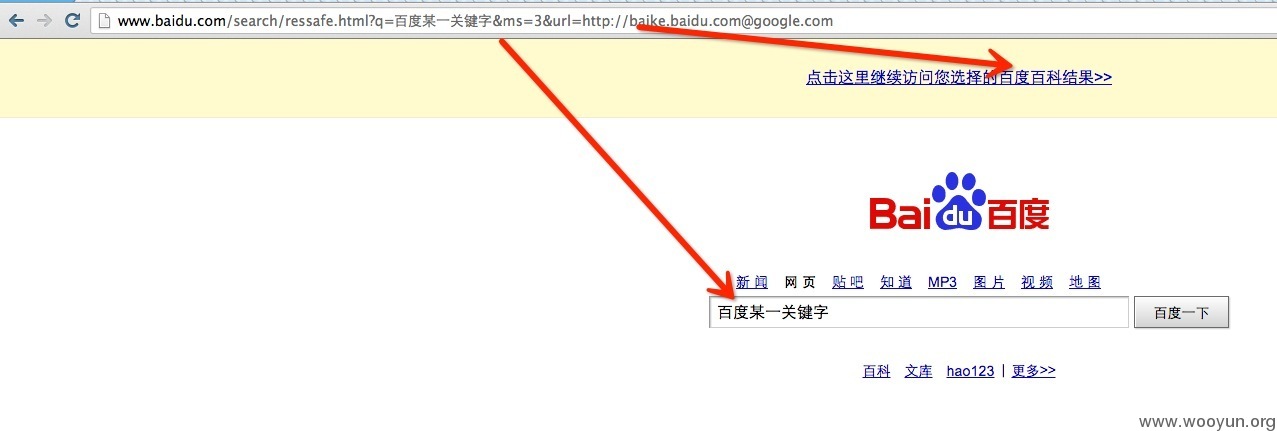 www.baidu.com/search/ressafe.html?q=百度某一关键字&ms=3&url=http://baike.baidu.com@google.com
点击这里继续访问您选择的百度百科结果>>
Bai du 百度
新闻 网页 贴吧 知道 MP3 图片 视频 地图
百度某一关键字 百度一下
百科 文库 hao123 | 更多>>
www.wooyun.org